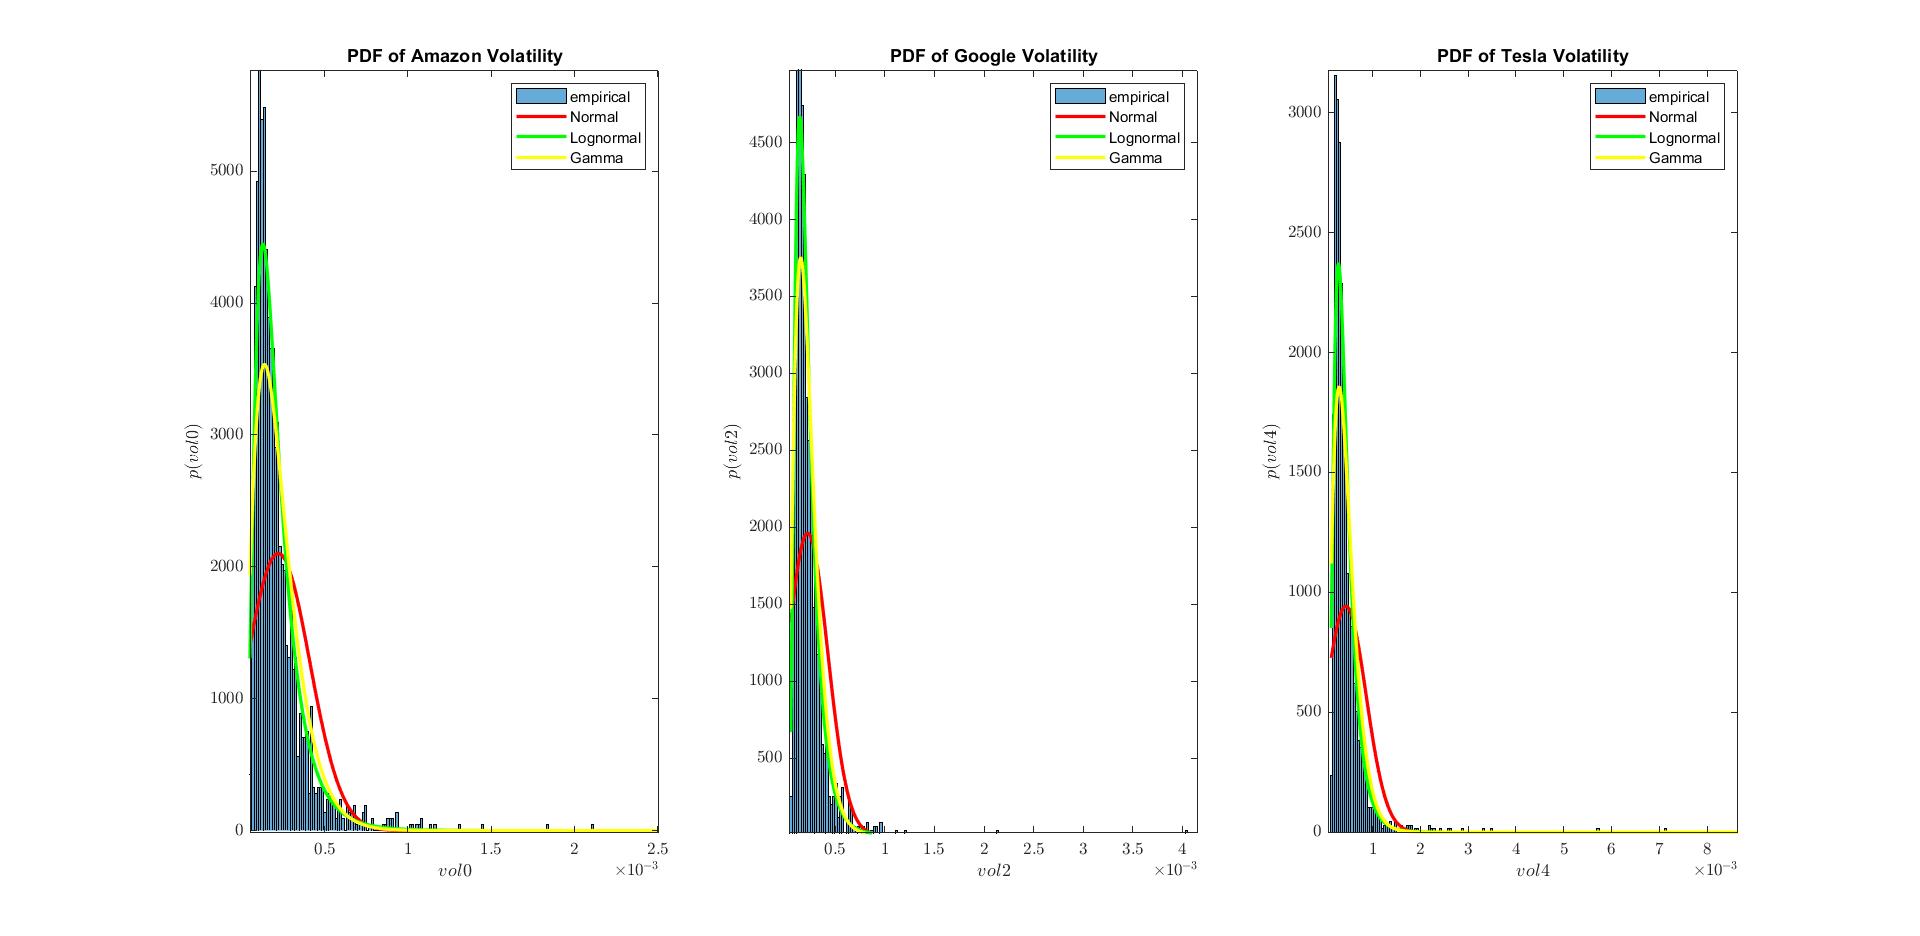 PDF of Amazon Volatility
empirical
Normal
Lognormal
Gamma
5000
4000
3000
2000
1000
0
p(vol0)
0.5
1
1.5
2
2.5
vol0
×10⁻³
PDF of Google Volatility
empirical
Normal
Lognormal
Gamma
4500
4000
3500
3000
2500
2000
1500
1000
500
p(vol2)
0.5
1
1.5
2
2.5
3
3.5
4
vol2
×10⁻³
PDF of Tesla Volatility
empirical
Normal
Lognormal
Gamma
3000
2500
2000
1500
1000
500
0
p(vol4)
1
2
3
4
5
6
7
8
vol4
×10⁻³